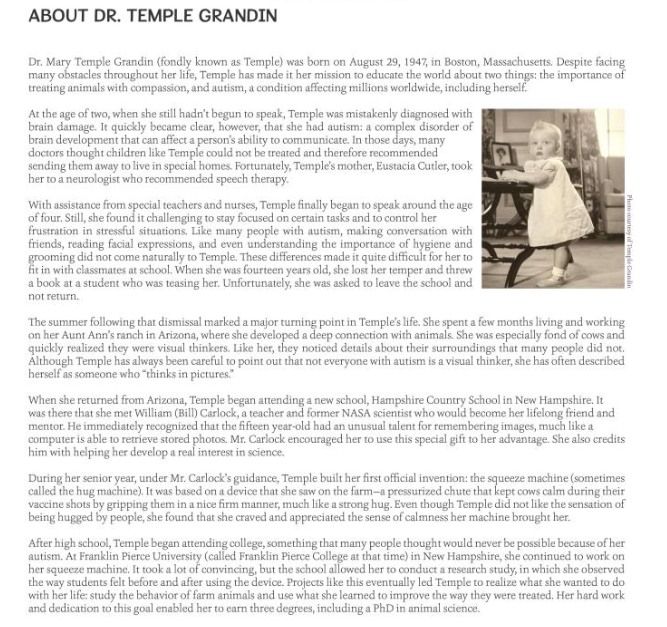 ABOUT DR. TEMPLE GRANDIN
Dr. Mary Temple Grandin (fondly known as Temple) was born on August 29, 1947, in Boston, Massachusetts. Despite facing
many obstacles throughout her life, Temple has made it her mission to educate the world about two things: the importance of
treating animals with compassion, and autism, a condition affecting millions worldwide, including herself.
At the age of two, when she still hadn't begun to speak, Temple was mistakenly diagnosed with
brain damage. It quickly became clear, however, that she had autism: a complex disorder of
brain development that can affect a person's ability to communicate. In those days, many
doctors thought children like Temple could not be treated and therefore recommended
sending them away to live in special homes. Fortunately, Temple's mother, Eustacia Cutler, took
her to a neurologist who recommended speech therapy.
With assistance from special teachers and nurses, Temple finally began to speak around the age
of four. Still, she found it challenging to stay focused on certain tasks and to control her
frustration in stressful situations. Like many people with autism, making conversation with
friends, reading facial expressions, and even understanding the importance of hygiene and
grooming did not come naturally to Temple. These differences made it quite difficult for her to
fit in with classmates at school. When she was fourteen years old, she lost her temper and threw
a book at a student who was teasing her. Unfortunately, she was asked to leave the school and
not return.
Photo courtesy of Temple Grandin
The summer following that dismissal marked a major turning point in Temple's life. She spent a few months living and working
on her Aunt Ann's ranch in Arizona, where she developed a deep connection with animals. She was especially fond of cows and
quickly realized they were visual thinkers. Like her, they noticed details about their surroundings that many people did not.
Although Temple has always been careful to point out that not everyone with autism is a visual thinker, she has often described
herself as someone who "thinks in pictures."
When she returned from Arizona, Temple began attending a new school, Hampshire Country School in New Hampshire. It
was there that she met William (Bill) Carlock, a teacher and former NASA scientist who would become her lifelong friend and
mentor. He immediately recognized that the fifteen year-old had an unusual talent for remembering images, much like a
computer is able to retrieve stored photos. Mr. Carlock encouraged her to use this special gift to her advantage. She also credits
him with helping her develop a real interest in science.
During her senior year, under Mr. Carlock's guidance, Temple built her first official invention: the squeeze machine (sometimes
called the hug machine). It was based on a device that she saw on the farm—a pressurized chute that kept cows calm during their
vaccine shots by gripping them in a nice firm manner, much like a strong hug. Even though Temple did not like the sensation of
being hugged by people, she found that she craved and appreciated the sense of calmness her machine brought her.
After high school, Temple began attending college, something that many people thought would never be possible because of her
autism. At Franklin Pierce University (called Franklin Pierce College at that time) in New Hampshire, she continued to work on
her squeeze machine. It took a lot of convincing, but the school allowed her to conduct a research study, in which she observed
the way students felt before and after using the device. Projects like this eventually led Temple to realize what she wanted to do
with her life: study the behavior of farm animals and use what she learned to improve the way they were treated. Her hard work
and dedication to this goal enabled her to earn three degrees, including a PhD in animal science.